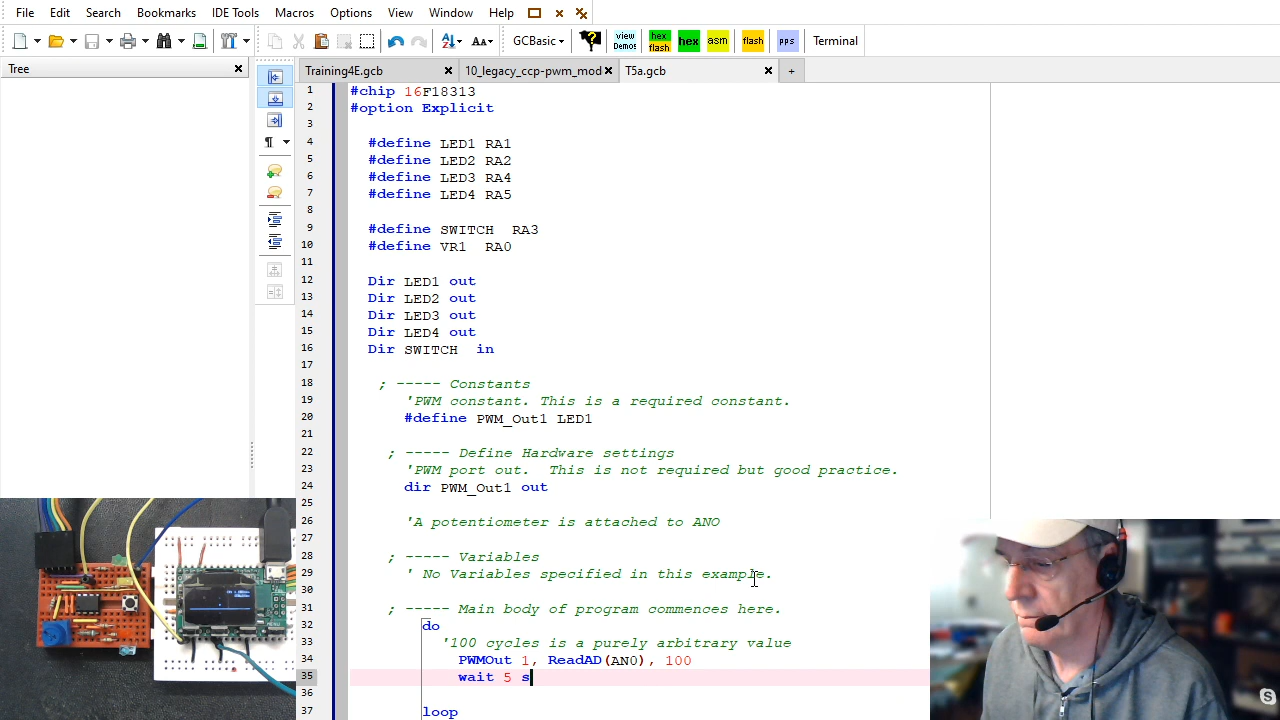 File Edit Search Bookmarks IDE Tools Macros Options View Window Help
GCBasic view Demos hex flash hex asm flash pps Terminal
Tree
Training4E.gcb 10_legacy_ccp-pwm_mod T5a.gcb
1 #chip 16F18313
2 #option Explicit
3
4 #define LED1 RA1
5 #define LED2 RA2
6 #define LED3 RA4
7 #define LED4 RA5
8
9 #define SWITCH RA3
10 #define VR1 RA0
11
12 Dir LED1 out
13 Dir LED2 out
14 Dir LED3 out
15 Dir LED4 out
16 Dir SWITCH in
17
18 ; ----- Constants
19 'PWM constant. This is a required constant.
20 #define PWM_Out1 LED1
21
22 ; ----- Define Hardware settings
23 'PWM port out. This is not required but good practice.
24 dir PWM_Out1 out
25
26 'A potentiometer is attached to AN0
27
28 ; ----- Variables
29 ' No Variables specified in this example.
30
31 ; ----- Main body of program commences here.
32 do
33 '100 cycles is a purely arbitrary value
34 PWMOut 1, ReadAD(AN0), 100
35 wait 5 s
36
37 loop